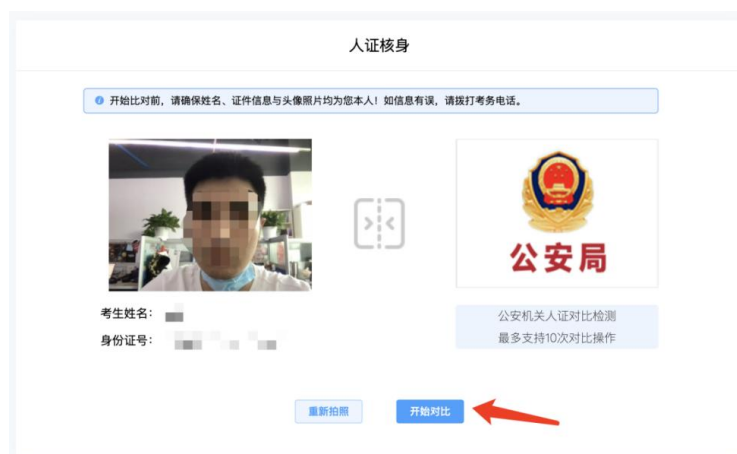 人证核身
开始比对前，请确保姓名、证件信息与头像照片均为您本人！如信息有误，请拨打考务电话。
公安局
考生姓名：
身份证号：
公安机关人证对比检测
最多支持10次对比操作
重新拍照
开始对比